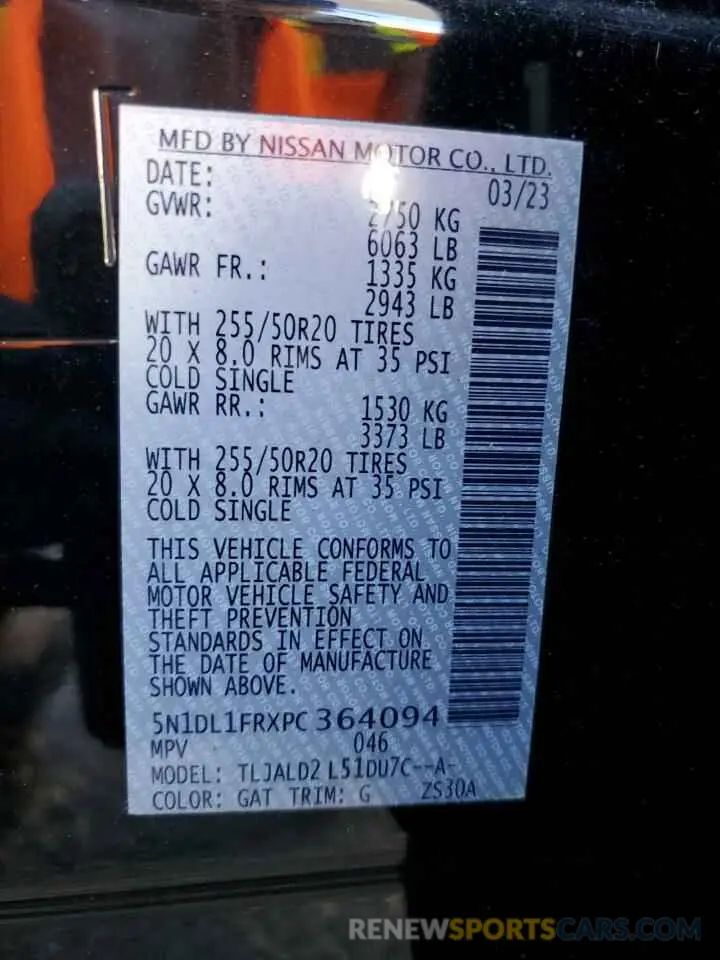 MFD BY NISSAN MOTOR CO., LTD.
DATE: 03/23
GVWR: 2750 KG
6063 LB
GAWR FR.: 1335 KG
2943 LB
WITH 255/50R20 TIRES
20 X 8.0 RIMS AT 35 PSI
COLD SINGLE
GAWR RR.: 1530 KG
3373 LB
WITH 255/50R20 TIRES
20 X 8.0 RIMS AT 35 PSI
COLD SINGLE
THIS VEHICLE CONFORMS TO
ALL APPLICABLE FEDERAL
MOTOR VEHICLE SAFETY AND
THEFT PREVENTION
STANDARDS IN EFFECT ON
THE DATE OF MANUFACTURE
SHOWN ABOVE.
5N1DL1FRXPC364094
MPV 046
MODEL: TLJALD2 L51DU7C--A-
COLOR: GAT TRIM: G ZS30A
RENEWSPORTSCARS.COM